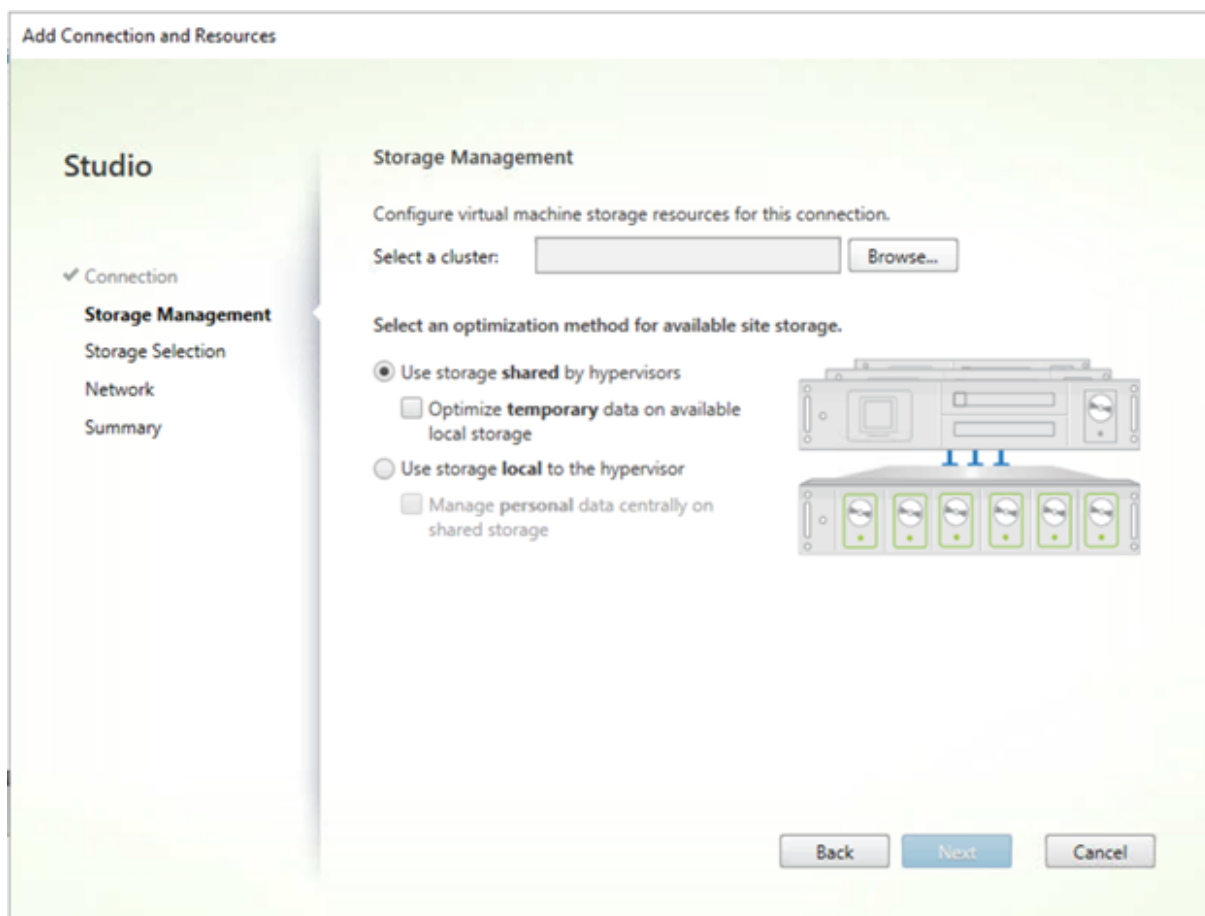 Add Connection and Resources
Studio
Connection
Storage Management
Storage Selection
Network
Summary
Storage Management
Configure virtual machine storage resources for this connection.
Select a cluster:
Browse...
Select an optimization method for available site storage.
Use storage shared by hypervisors
Optimize temporary data on available
local storage
Use storage local to the hypervisor
Manage personal data centrally on
shared storage
Back
Next
Cancel